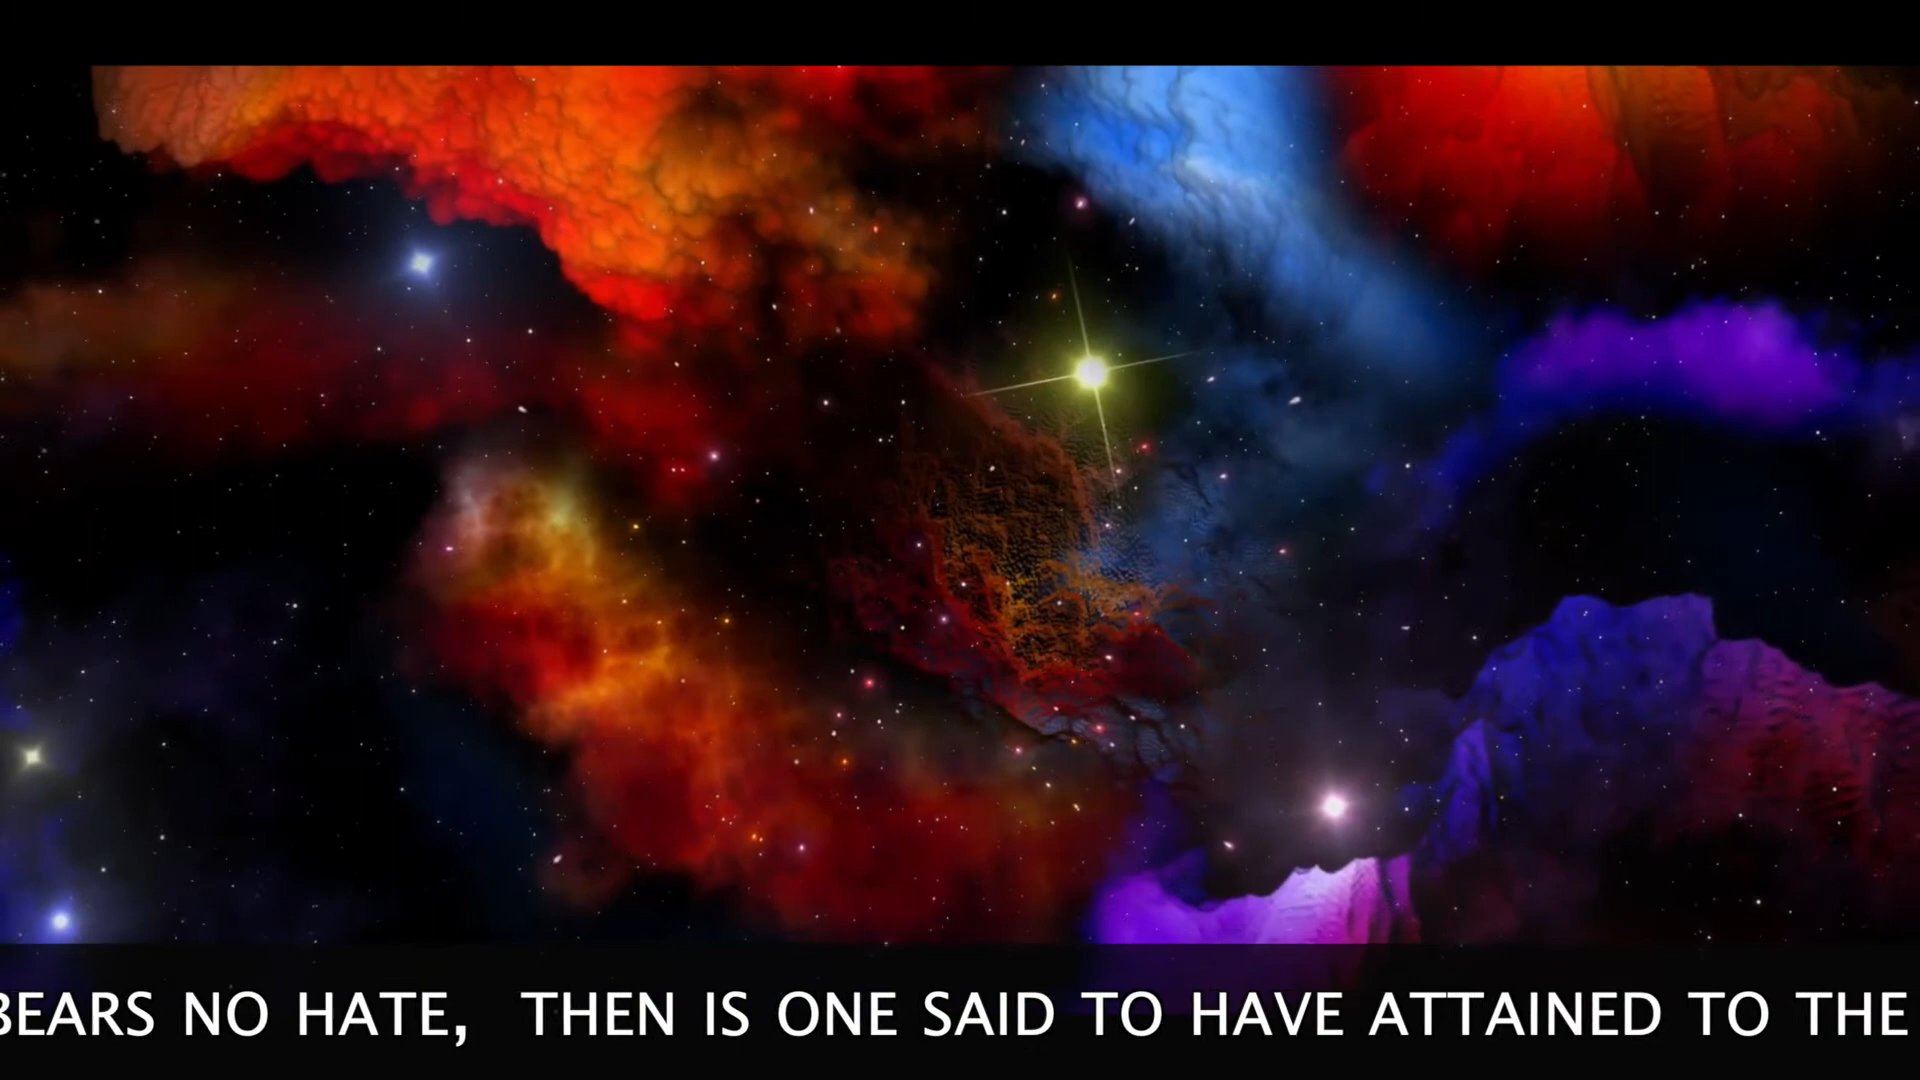 BEARS NO HATE, THEN IS ONE SAID TO HAVE ATTAINED TO THE